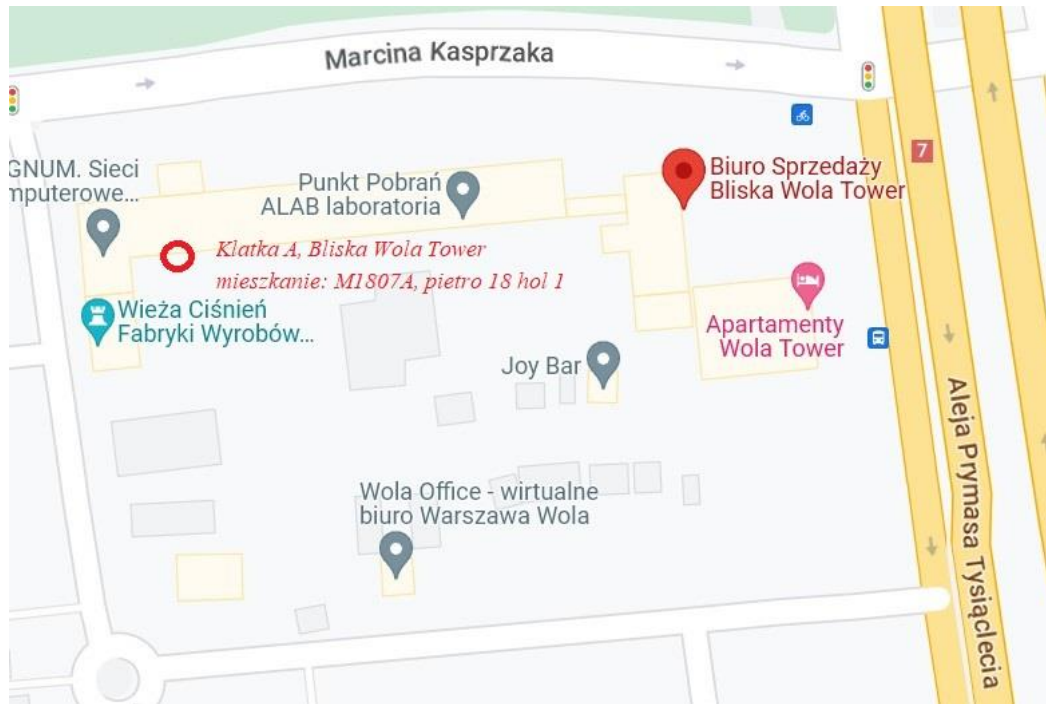 Marcina Kasprzaka
7
GNUM. Sieci
mputerowe...
Punkt Pobrań
ALAB laboratoria
Biuro Sprzedaży
Bliska Wola Tower
Klatka A, Bliska Wola Tower
mieszkanie: M1807A, pietro 18 hol 1
Wieża Ciśnień
Fabryki Wyrobów...
Apartamenty
Wola Tower
Joy Bar
Aleja Prymasa Tysiąclecia
Wola Office - wirtualne
biuro Warszawa Wola